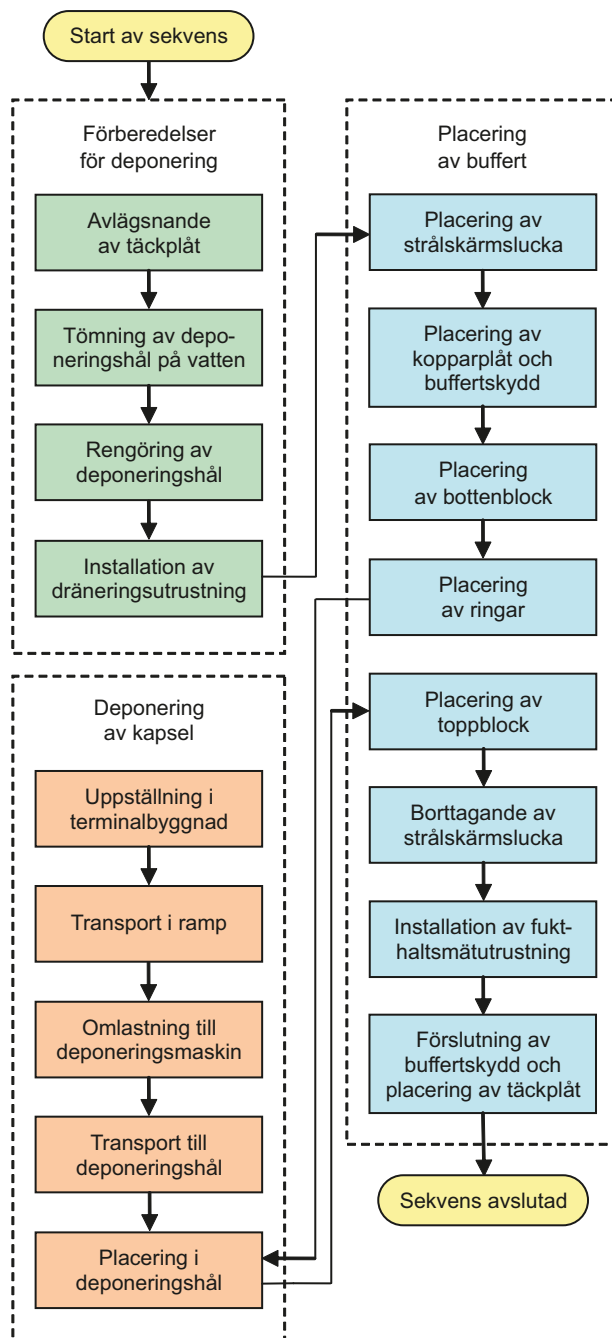 Start av sekvens
Förberedelser
för deponering
Avlägsnande
av täckplåt
Tömning av depo-
neringshål på vatten
Rengöring av
deponeringshål
Installation av
dräneringsutrustning
Deponering
av kapsel
Uppställning i
terminalbyggnad
Transport i ramp
Omlastning till
deponeringsmaskin
Transport till
deponeringshål
Placering i
deponeringshål
Placering
av buffert
Placering av
strålskärmslucka
Placering av
kopparplåt och
buffertskydd
Placering
av bottenblock
Placering
av ringar
Placering av
toppblock
Borttagande av
strålskärmslucka
Installation av fukt-
haltsmätutrustning
Förslutning av
buffertskydd och
placering av täckplåt
Sekvens avslutad